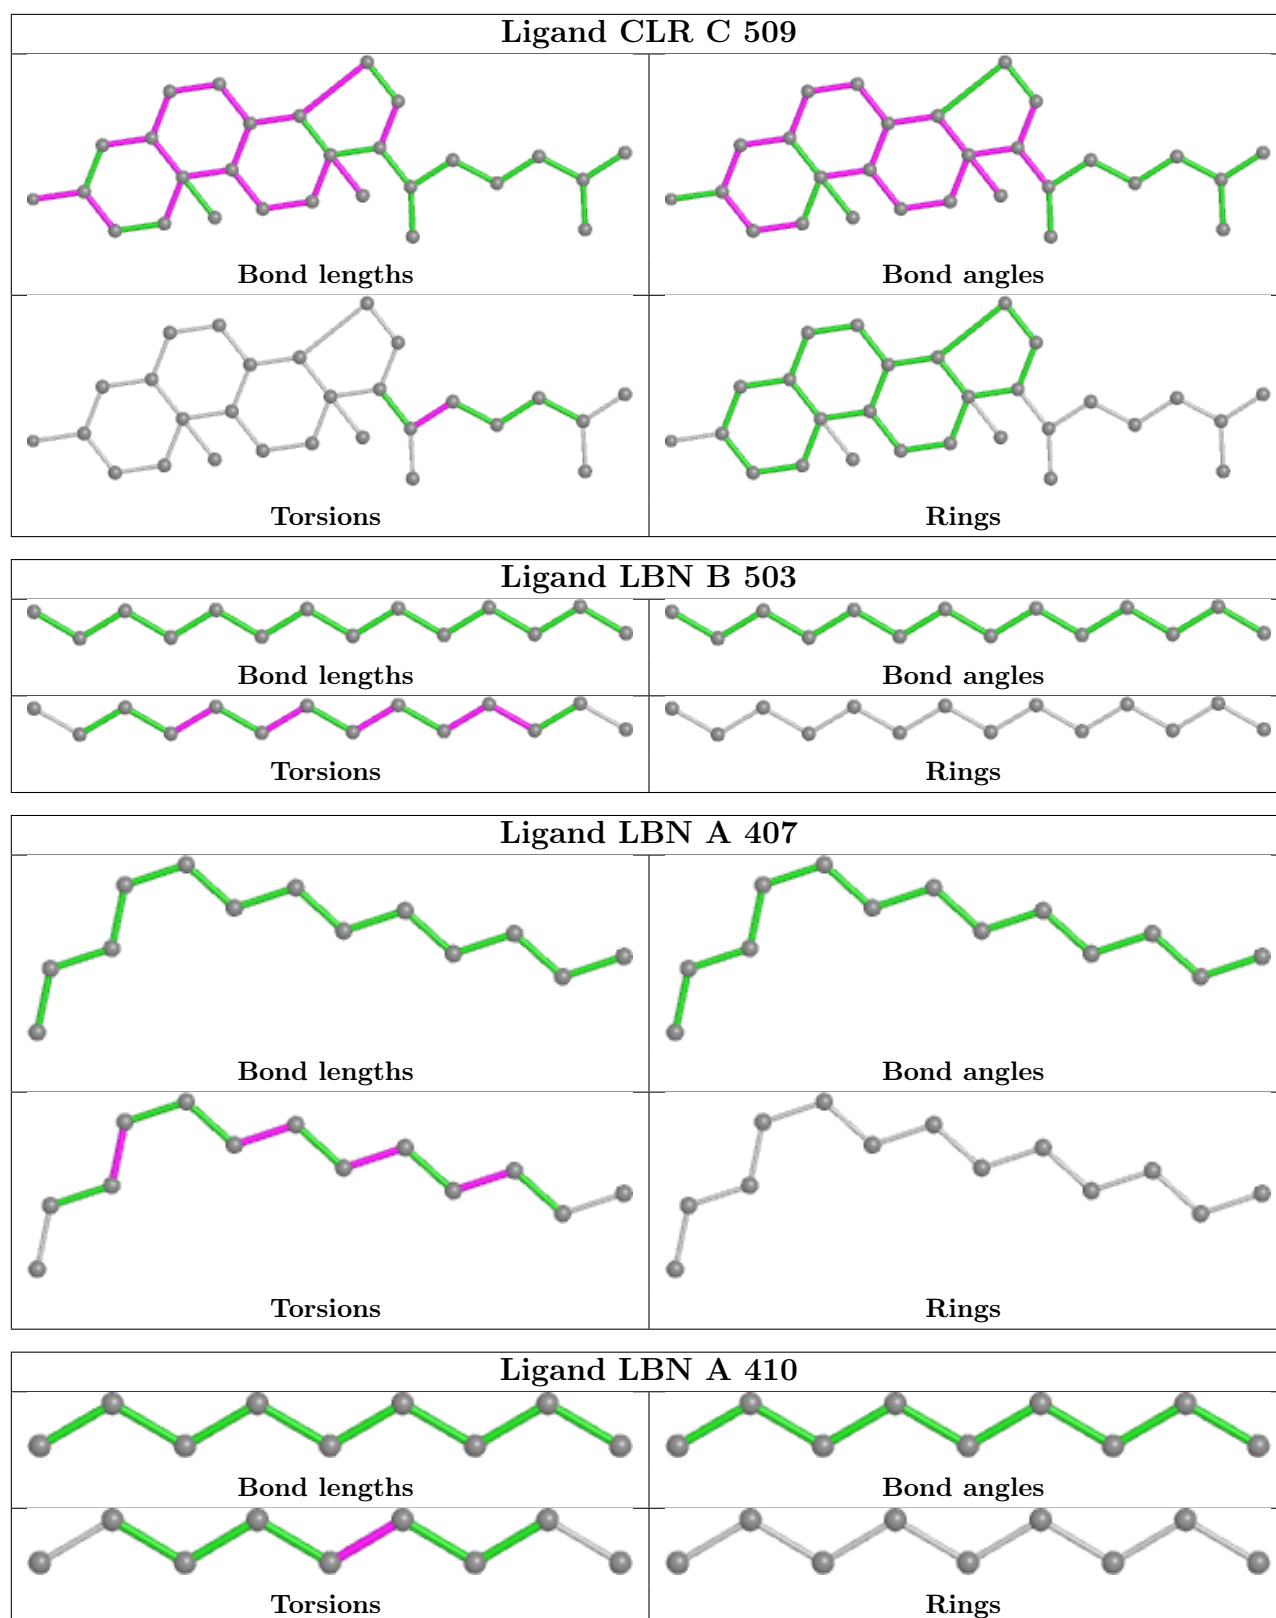 Ligand CLR C 509
Bond lengths
Bond angles
Torsions
Rings
Ligand LBN B 503
Bond lengths
Bond angles
Torsions
Rings
Ligand LBN A 407
Bond lengths
Bond angles
Torsions
Rings
Ligand LBN A 410
Bond lengths
Bond angles
Torsions
Rings